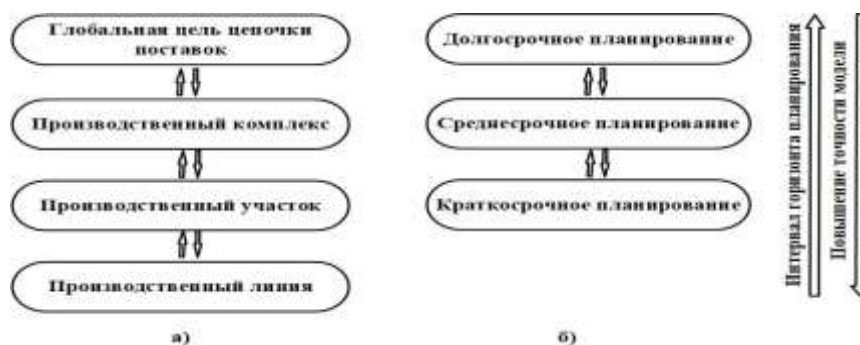 Глобальная цель цепочки
поставок
Производственный комплекс
Производственный участок
Производственный линия
а)
Долгосрочное планирование
Среднесрочное планирование
Краткосрочное планирование
б)
Интервал горизонта планирования
Повышение точности модели